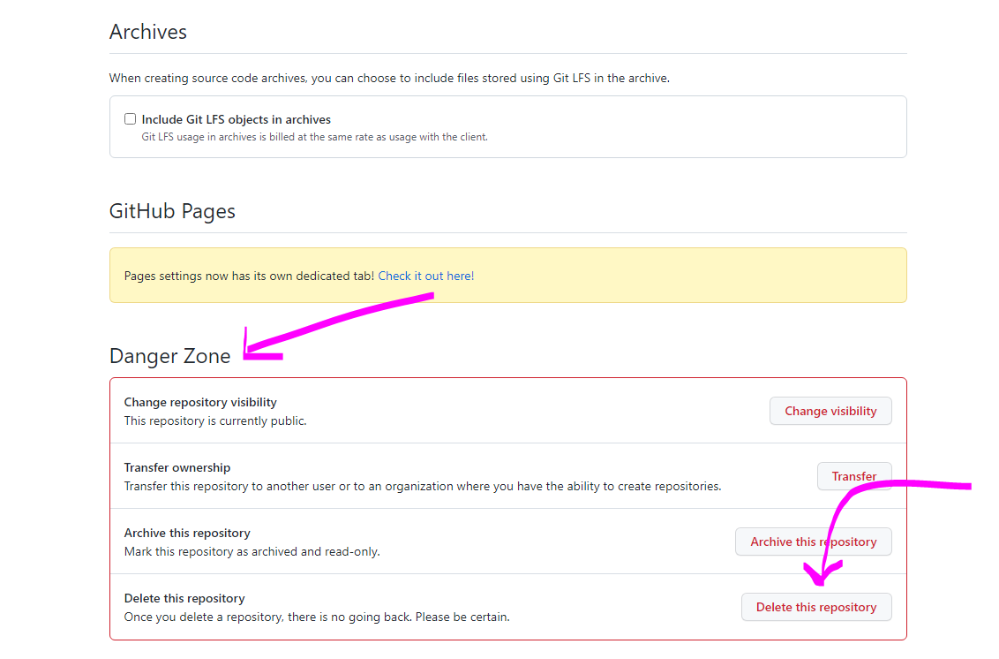 Archives
When creating source code archives, you can choose to include files stored using Git LFS in the archive.
Include Git LFS objects in archives
Git LFS usage in archives is billed at the same rate as usage with the client.
GitHub Pages
Pages settings now has its own dedicated tab! Check it out here!
Danger Zone
Change repository visibility
This repository is currently public.
Change visibility
Transfer ownership
Transfer this repository to another user or to an organization where you have the ability to create repositories.
Transfer
Archive this repository
Mark this repository as archived and read-only.
Archive this repository
Delete this repository
Once you delete a repository, there is no going back. Please be certain.
Delete this repository